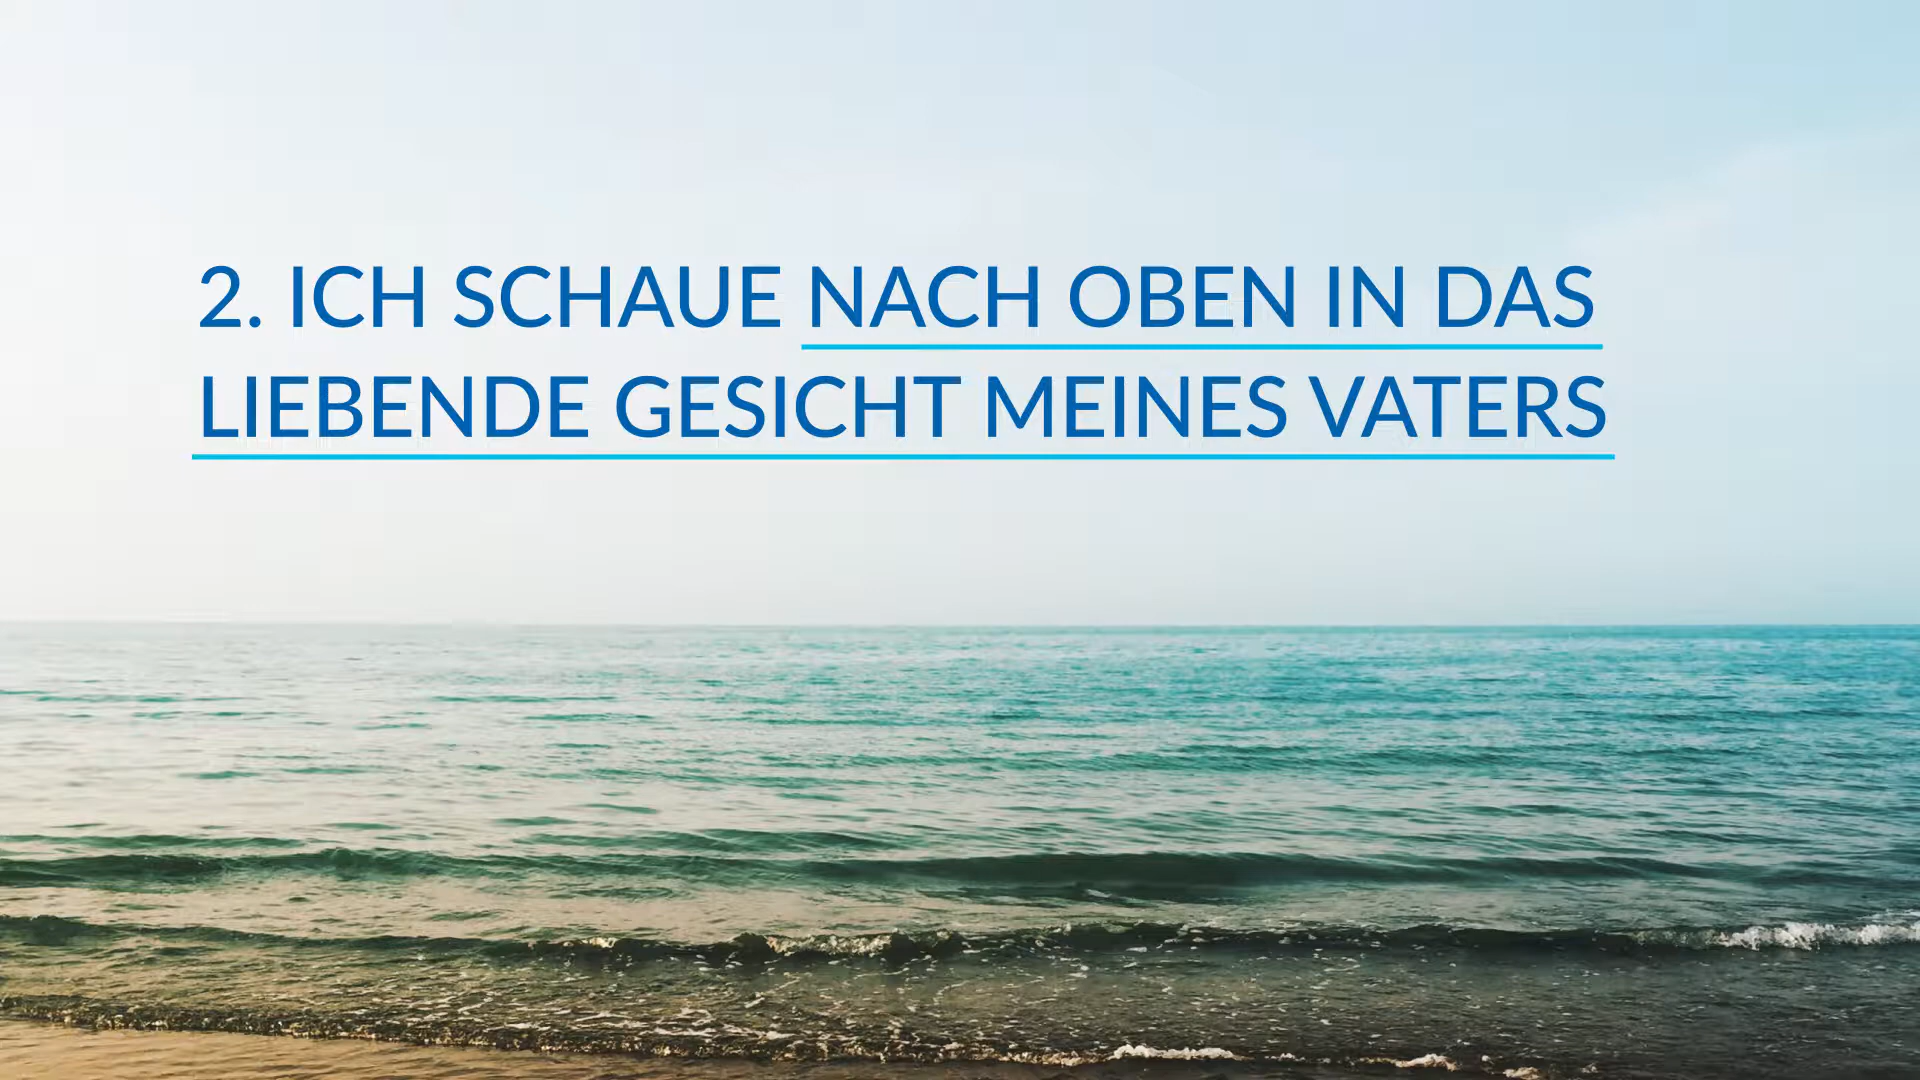 2. ICH SCHAUE NACH OBEN IN DAS
LIEBENDE GESICHT MEINES VATERS